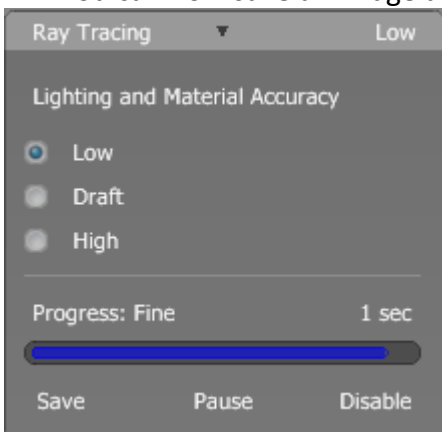 Ray Tracing Low
Lighting and Material Accuracy
Low
Draft
High
Progress: Fine 1 sec
Save Pause Disable